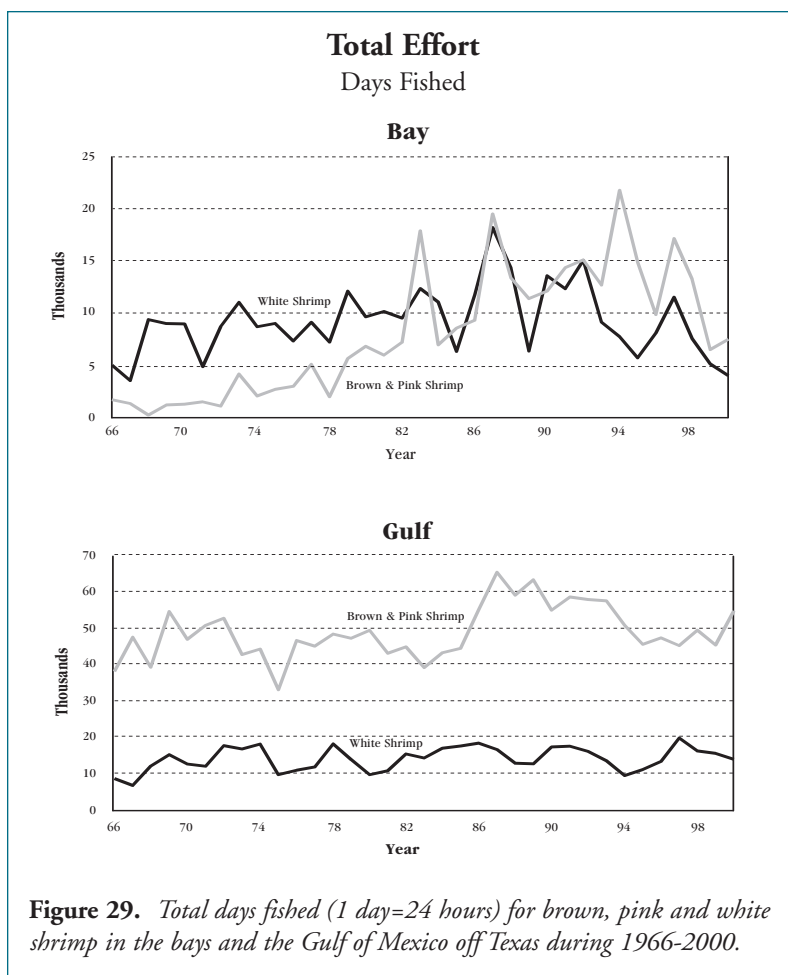 Total Effort
Days Fished
Bay
25
20
15
10
5
0
Thousands
White Shrimp
Brown & Pink Shrimp
66 70 74 78 82 86 90 94 98
Year
Gulf
70
60
50
40
30
20
10
0
Thousands
Brown & Pink Shrimp
White Shrimp
66 70 74 78 82 86 90 94 98
Year
Figure 29. Total days fished (1 day=24 hours) for brown, pink and white
shrimp in the bays and the Gulf of Mexico off Texas during 1966-2000.